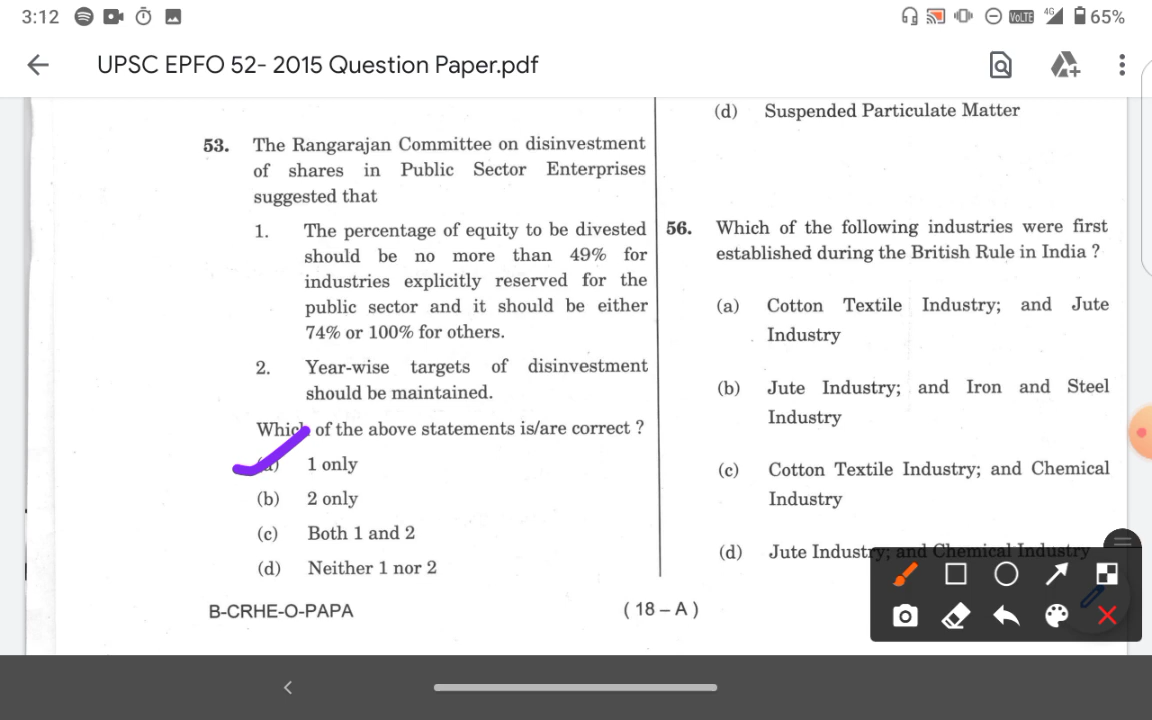 3:12
VoLTE 4G 65%
UPSC EPFO 52- 2015 Question Paper.pdf
53. The Rangarajan Committee on disinvestment
of shares in Public Sector Enterprises
suggested that
1. The percentage of equity to be divested
should be no more than 49% for
industries explicitly reserved for the
public sector and it should be either
74% or 100% for others.
2. Year-wise targets of disinvestment
should be maintained.
Which of the above statements is/are correct ?
(a) 1 only
(b) 2 only
(c) Both 1 and 2
(d) Neither 1 nor 2
(d) Suspended Particulate Matter
56. Which of the following industries were first
established during the British Rule in India ?
(a) Cotton Textile Industry; and Jute
Industry
(b) Jute Industry; and Iron and Steel
Industry
(c) Cotton Textile Industry; and Chemical
Industry
(d) Jute Industry; and Chemical Industry
B-CRHE-O-PAPA
( 18 – A )